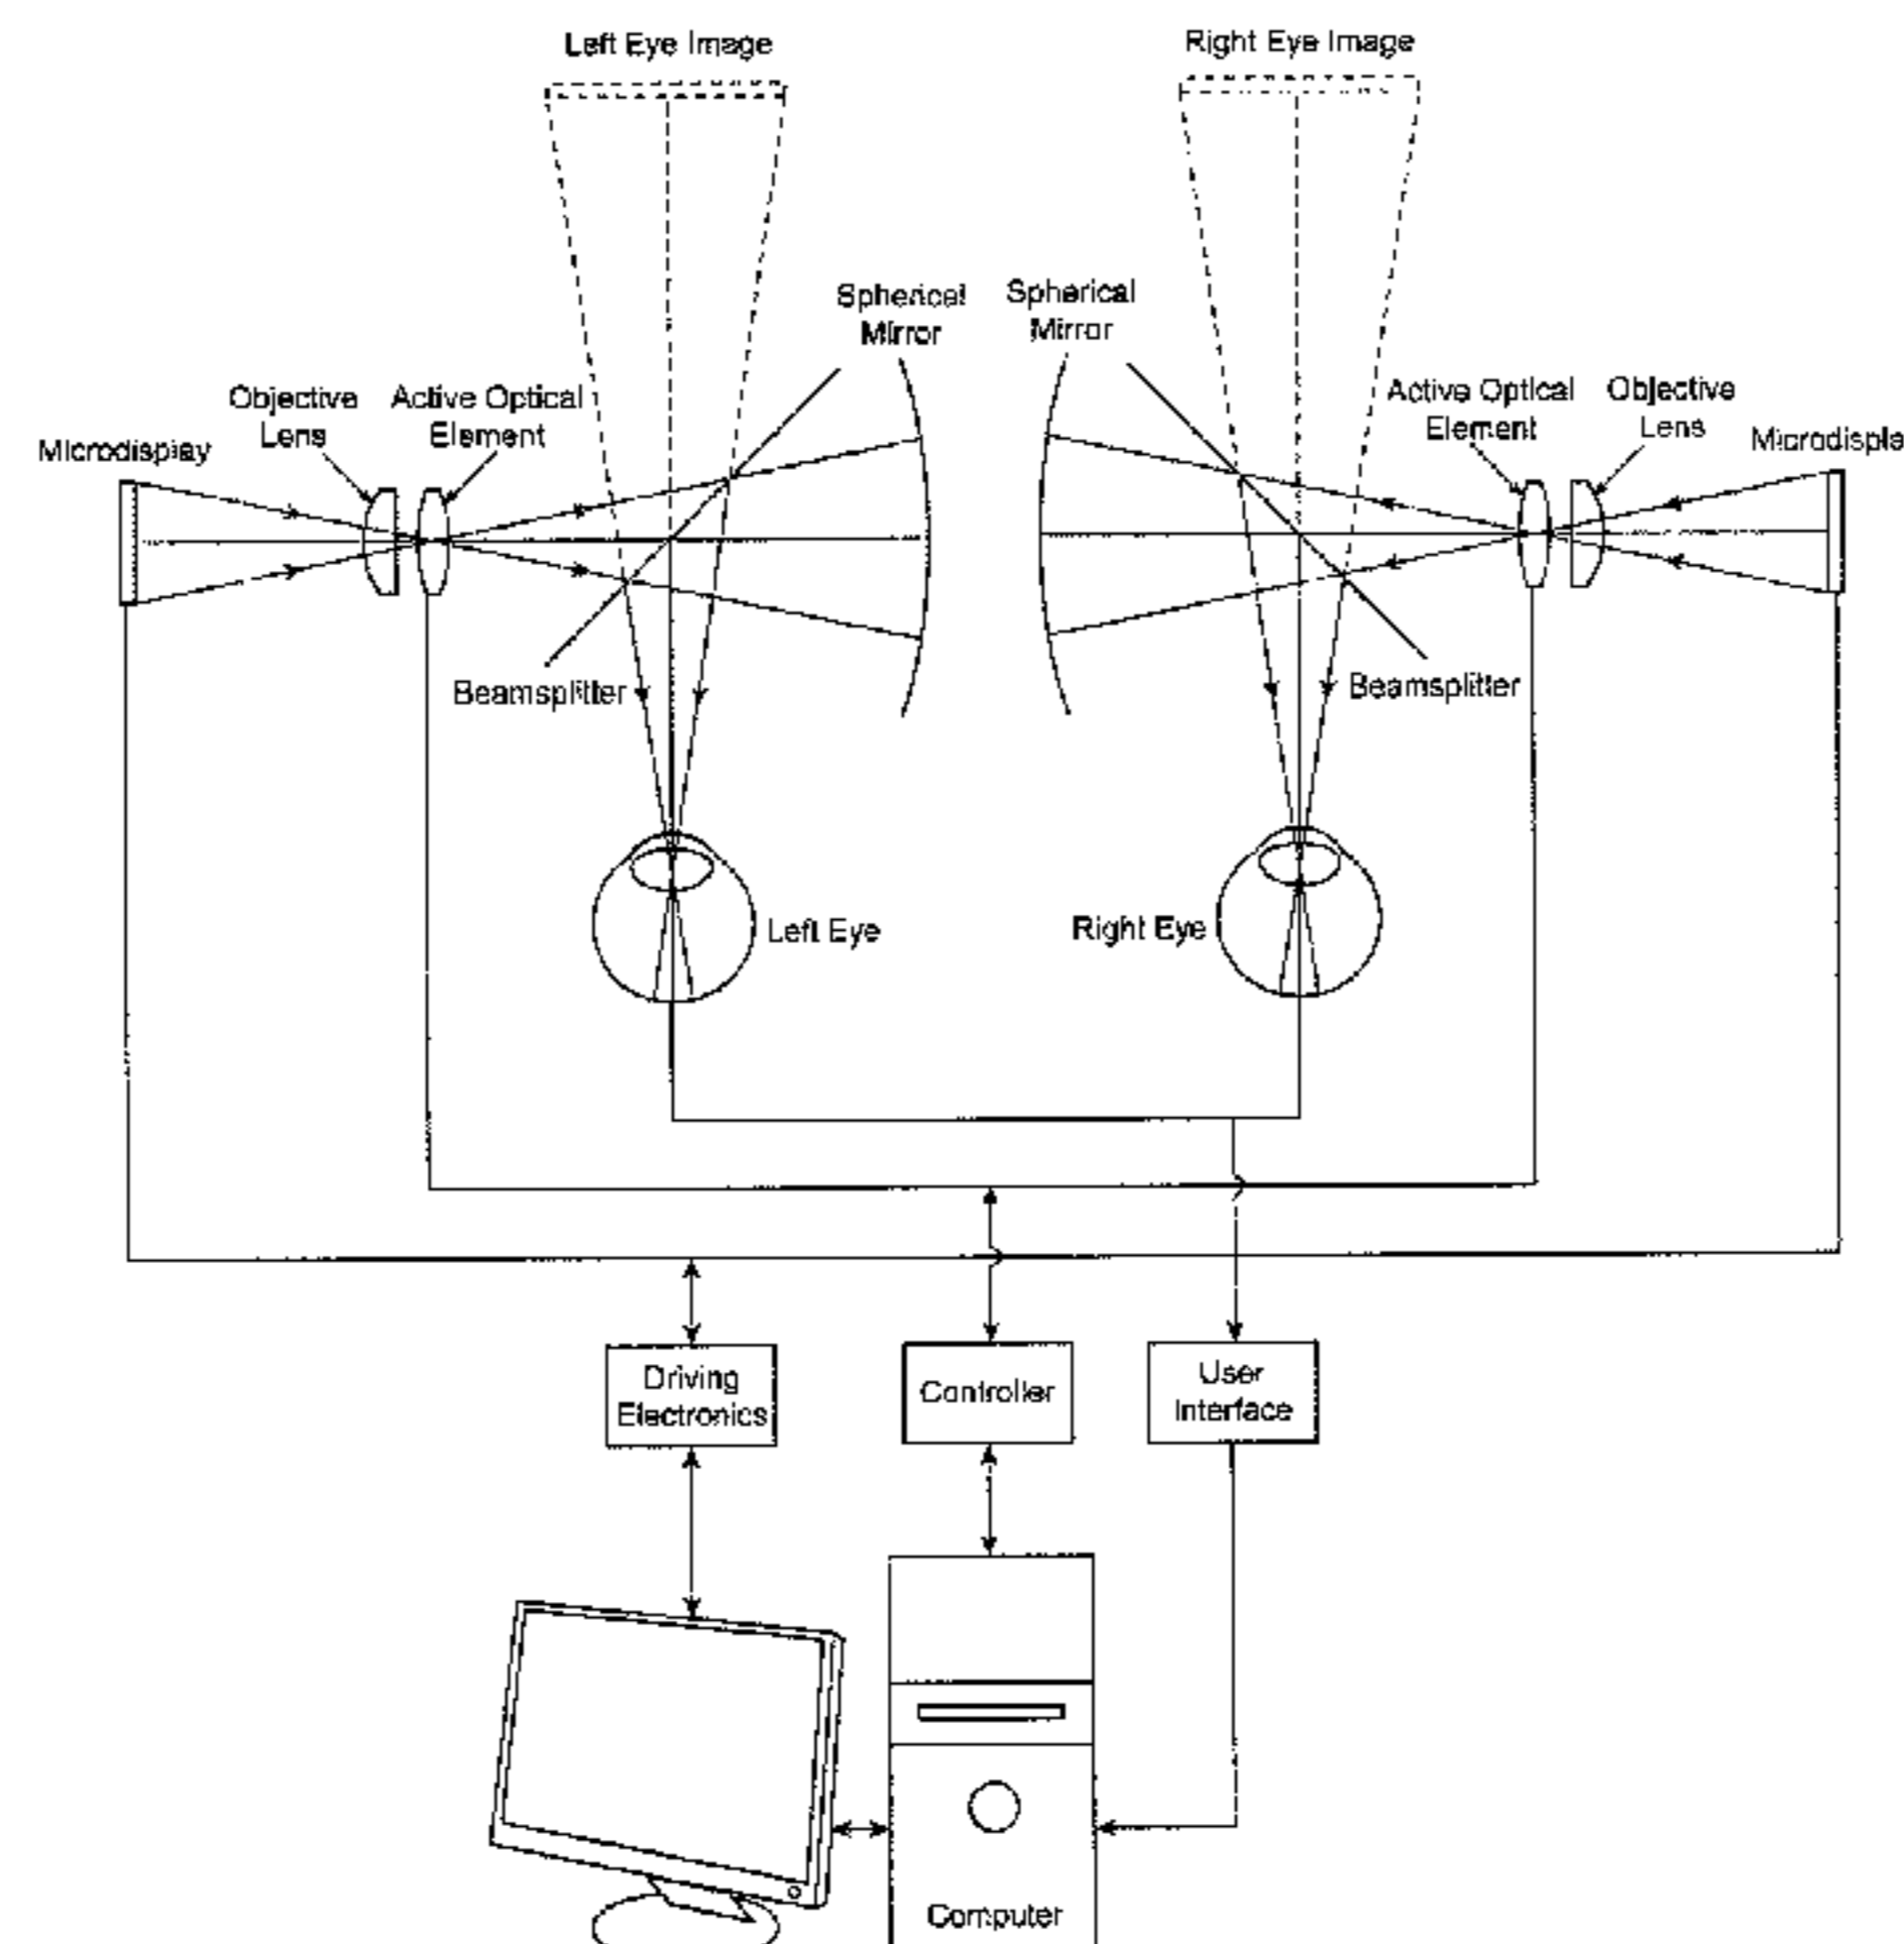 Left Eye Image
Right Eye Image
Spherical
Mirror
Spherical
Mirror
Objective
Lens
Active Optical
Element
Active Optical
Element
Objective
Lens
Microdisplay
Microdispla
Beamsplitter
Beamsplitter
Left Eye
Right Eye
Driving
Electronics
Controller
User
Interface
Computer